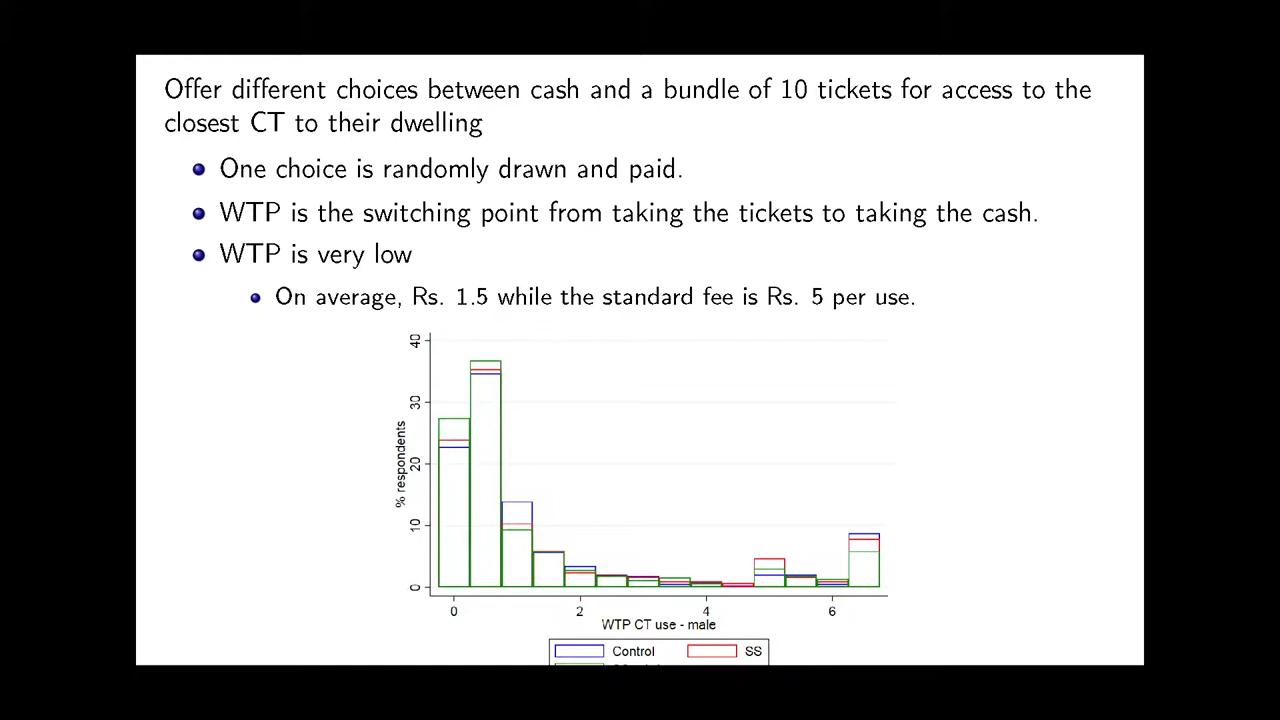 Offer different choices between cash and a bundle of 10 tickets for access to the
closest CT to their dwelling
One choice is randomly drawn and paid.
WTP is the switching point from taking the tickets to taking the cash.
WTP is very low
On average, Rs. 1.5 while the standard fee is Rs. 5 per use.
40
30
20
10
0
% respondents
0 2 4 6
WTP CT use - male
Control SS